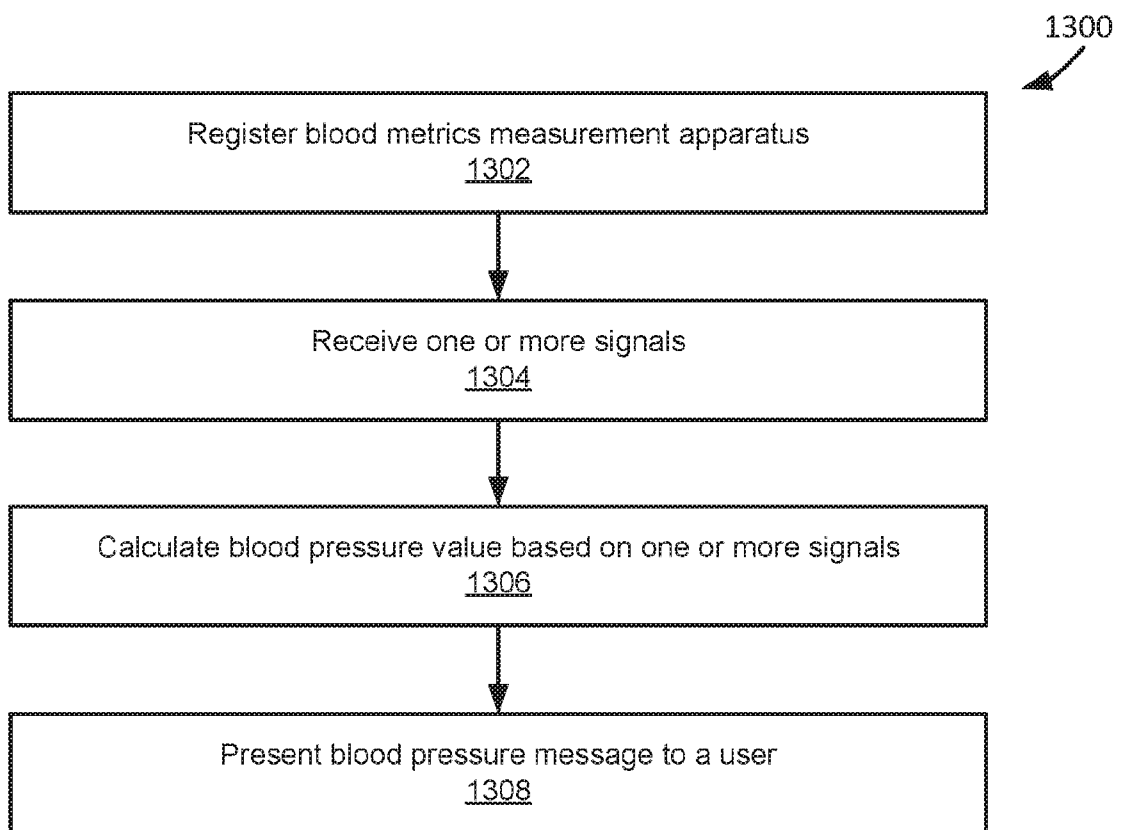 1300
Register blood metrics measurement apparatus
1302
Receive one or more signals
1304
Calculate blood pressure value based on one or more signals
1306
Present blood pressure message to a user
1308